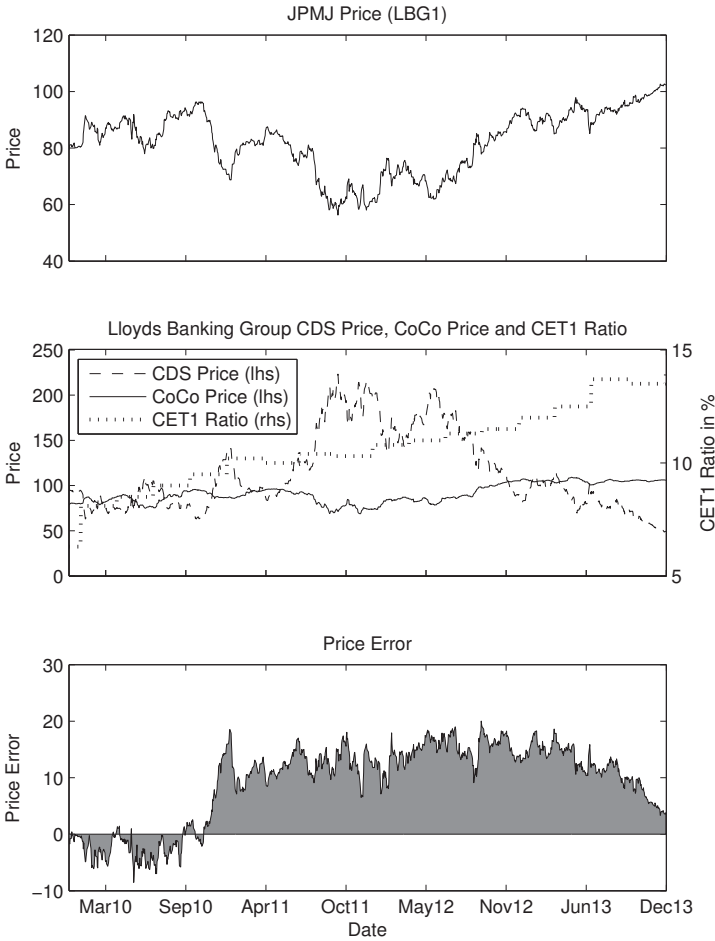 JPMJ Price (LBG1)
120
100
80
60
40
Price
Lloyds Banking Group CDS Price, CoCo Price and CET1 Ratio
250
200
150
100
50
0
Price
CDS Price (lhs)
CoCo Price (lhs)
CET1 Ratio (rhs)
15
10
5
CET1 Ratio in %
Price Error
30
20
10
0
−10
Price Error
Mar10 Sep10 Apr11 Oct11 May12 Nov12 Jun13 Dec13
Date